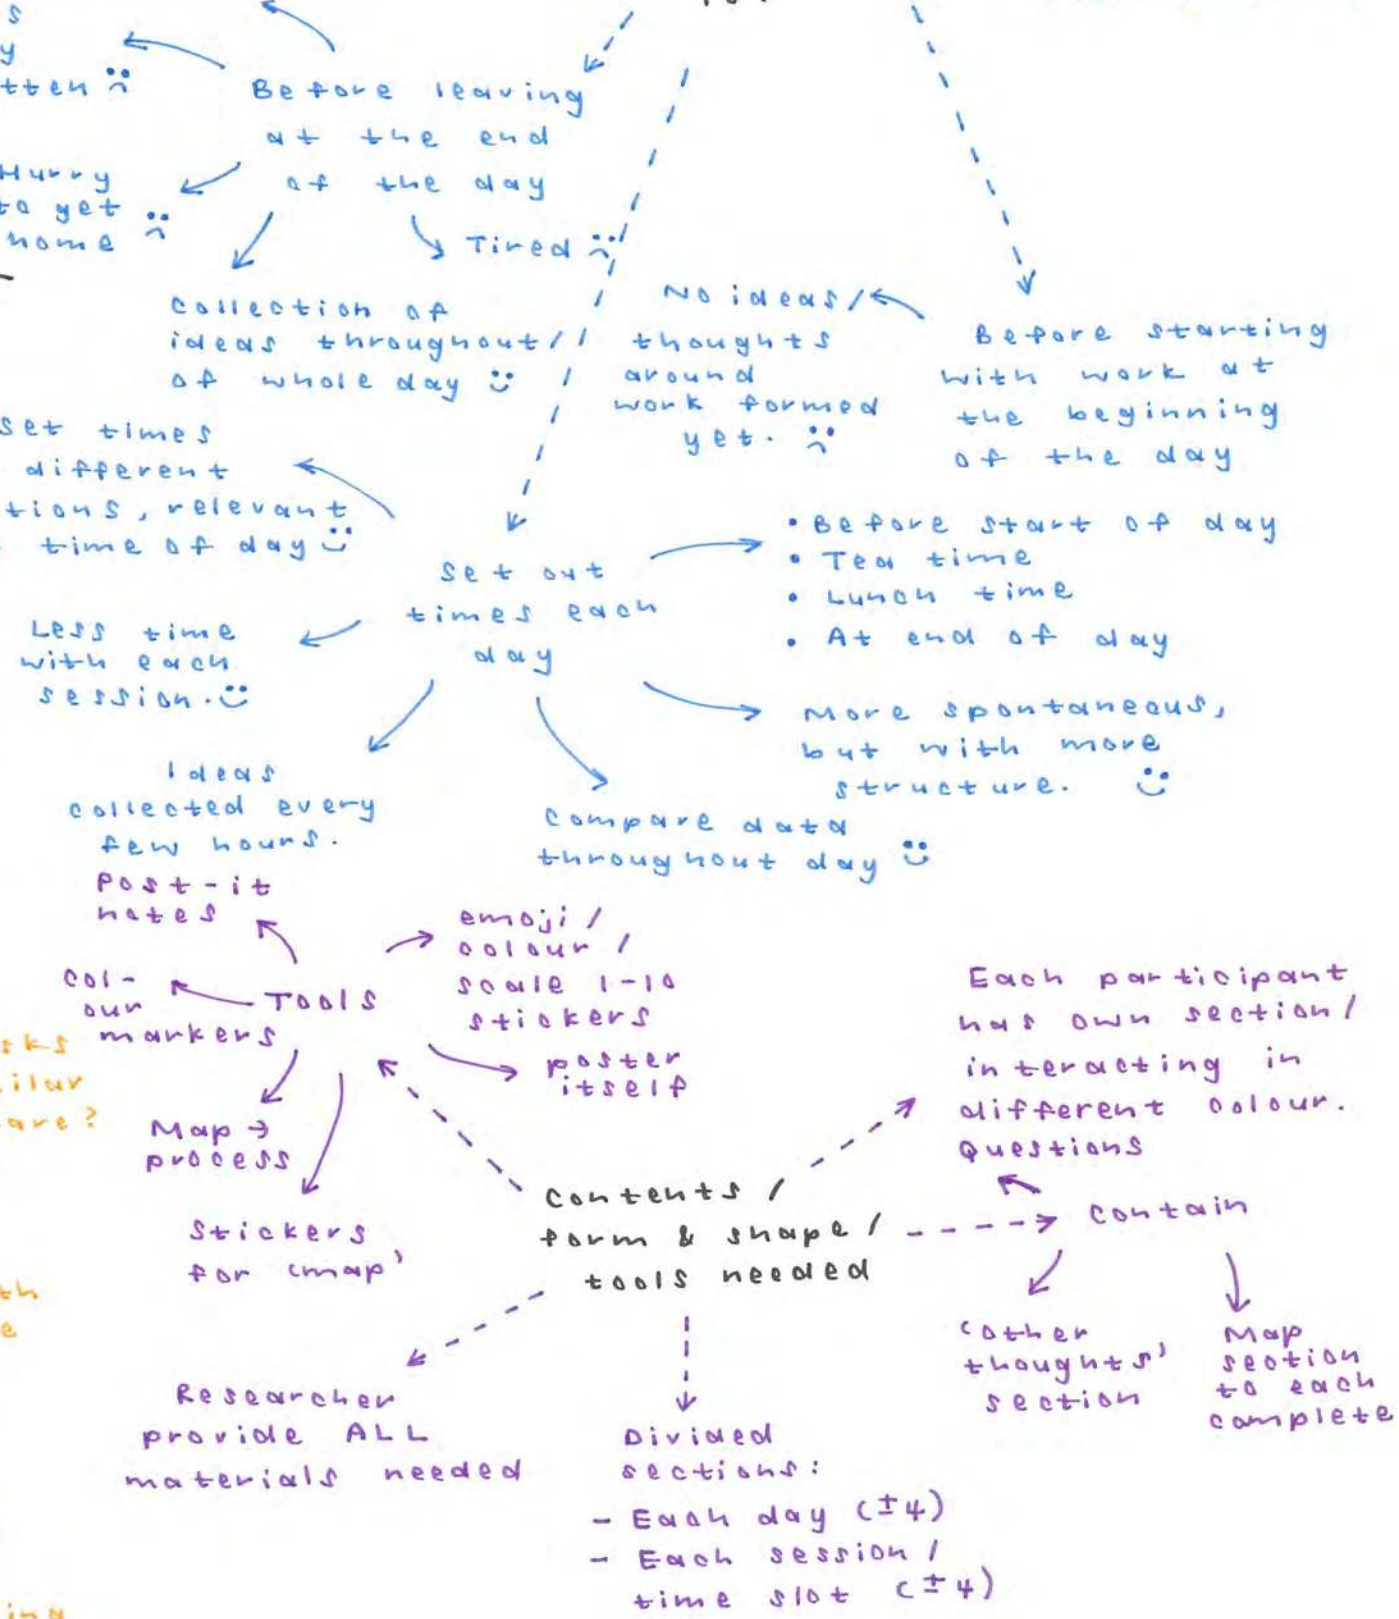 s
y
tten
Before leaving
at the end
of the day
Hurry
to get
home
Tired
Collection of
ideas throughout/
of whole day
No ideas/
thoughts
around
work formed
yet.
Before starting
with work at
the beginning
of the day
set times
different
tions, relevant
time of day
Set out
times each
day
• Before start of day
• Tea time
• Lunch time
• At end of day
Less time
with each
session.
More spontaneous,
but with more
structure.
Ideas
collected every
few hours.
Compare data
throughout day
Post-it
notes
emoji/
colour/
scale 1-10
stickers
col-
our
markers
TOOLS
poster
itself
Map →
process
Stickers
for 'map'
sks
ilar
are?
th
e
ing
Each participant
has own section/
interacting in
different colour.
Questions
Contents /
form & shape /
tools needed
Contain
'Other
thoughts'
section
Map
section
to each
complete
Researcher
provide ALL
materials needed
Divided
sections:
- Each day (±4)
- Each session /
time slot (±4)